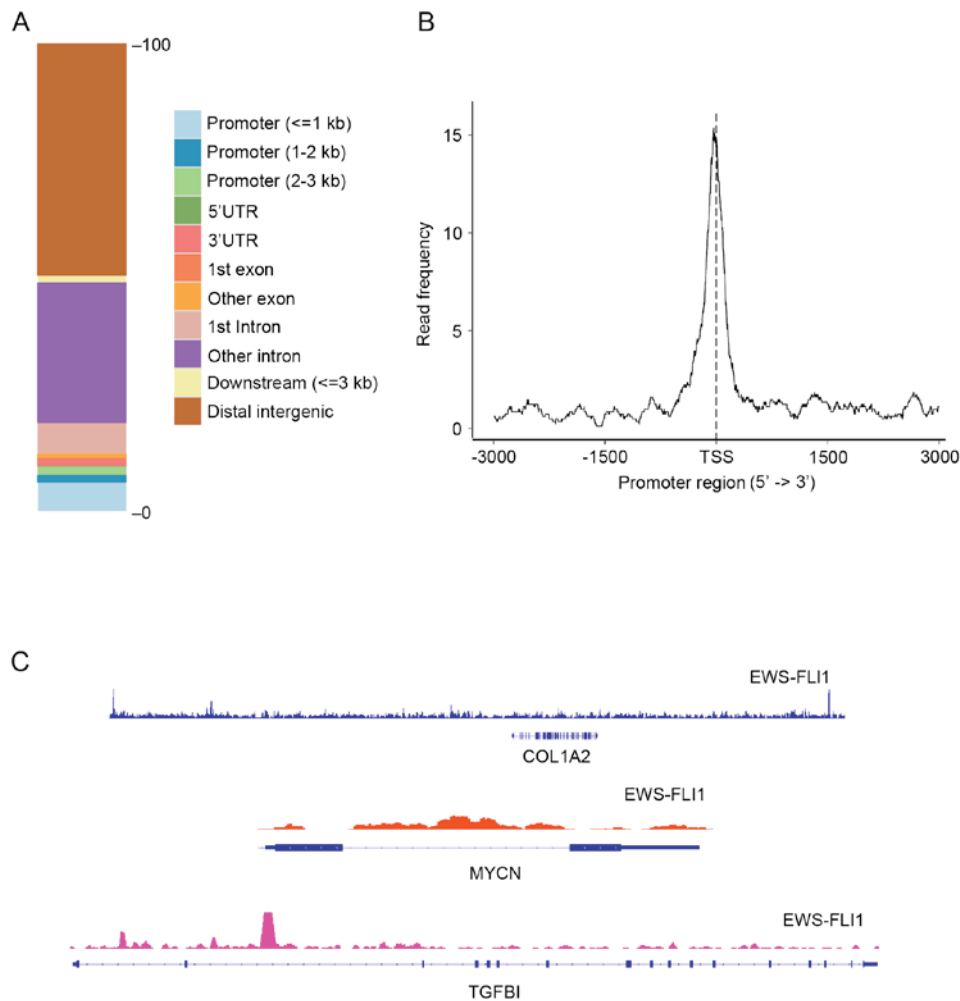 A
–100
Promoter (<=1 kb)
Promoter (1-2 kb)
Promoter (2-3 kb)
5'UTR
3'UTR
1st exon
Other exon
1st Intron
Other intron
Downstream (<=3 kb)
Distal intergenic
–0
B
Read frequency
15
10
5
0
-3000
-1500
TSS
1500
3000
Promoter region (5' -> 3')
C
EWS-FLI1
COL1A2
EWS-FLI1
MYCN
EWS-FLI1
TGFBI